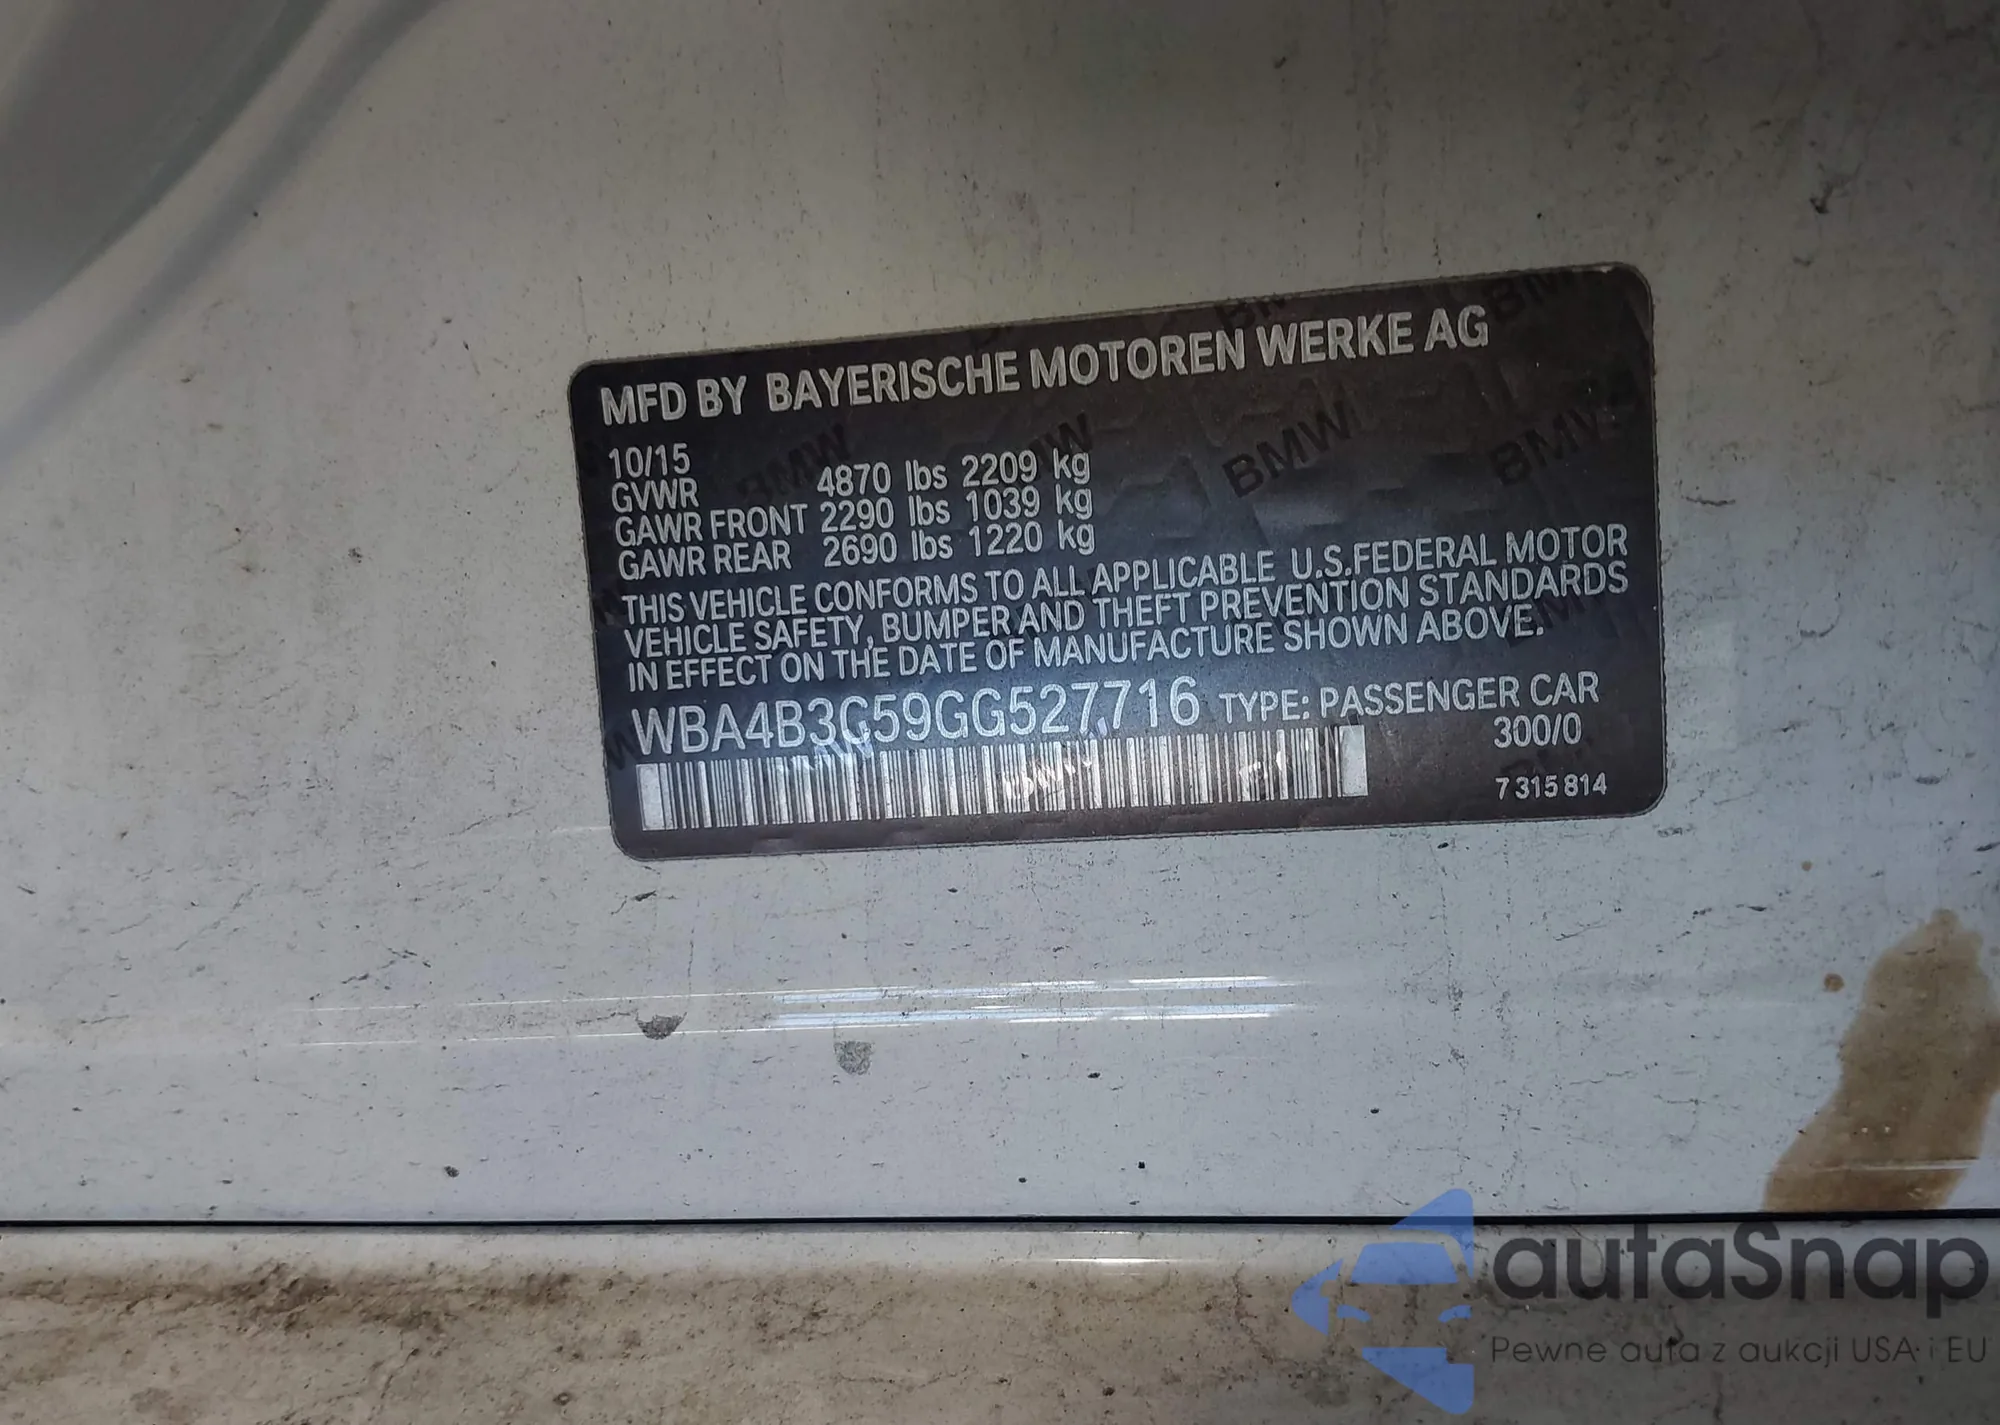 MFD BY BAYERISCHE MOTOREN WERKE AG
10/15
GVWR 4870 lbs 2209 kg
GAWR FRONT 2290 lbs 1039 kg
GAWR REAR 2690 lbs 1220 kg
THIS VEHICLE CONFORMS TO ALL APPLICABLE U.S.FEDERAL MOTOR
VEHICLE SAFETY, BUMPER AND THEFT PREVENTION STANDARDS
IN EFFECT ON THE DATE OF MANUFACTURE SHOWN ABOVE.
WBA4B3C59GG527716 TYPE: PASSENGER CAR
300/0
7 315 814
autaSnap
Pewne auta z aukcji USA i EU